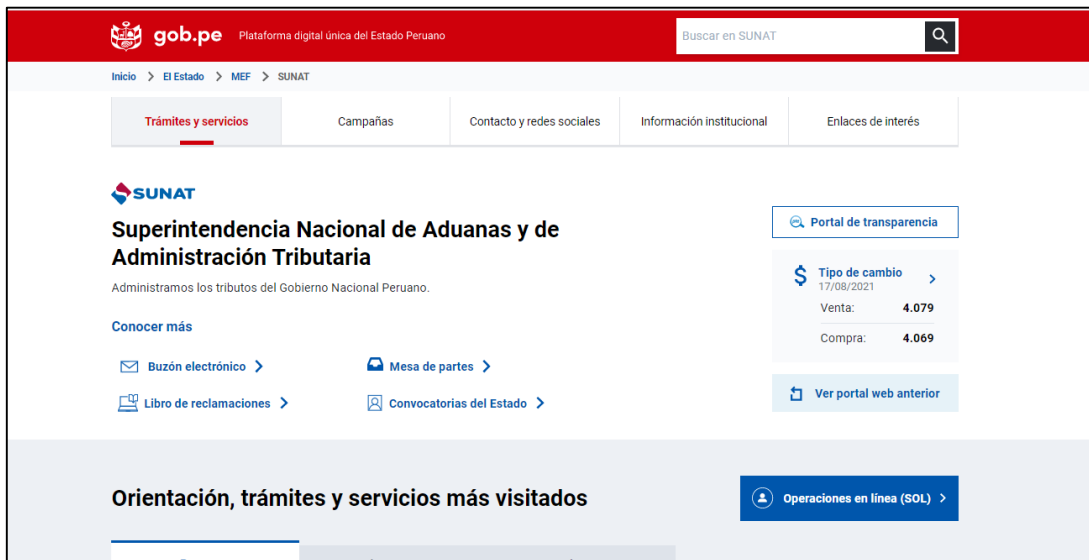 gob.pe Plataforma digital única del Estado Peruano
Buscar en SUNAT
Inicio > El Estado > MEF > SUNAT
Trámites y servicios
Campañas
Contacto y redes sociales
Información institucional
Enlaces de interés
SUNAT
Superintendencia Nacional de Aduanas y de
Administración Tributaria
Administramos los tributos del Gobierno Nacional Peruano.
Conocer más
Buzón electrónico >
Mesa de partes >
Libro de reclamaciones >
Convocatorias del Estado >
Portal de transparencia
Tipo de cambio >
17/08/2021
Venta: 4.079
Compra: 4.069
Ver portal web anterior
Orientación, trámites y servicios más visitados
Operaciones en línea (SOL) >